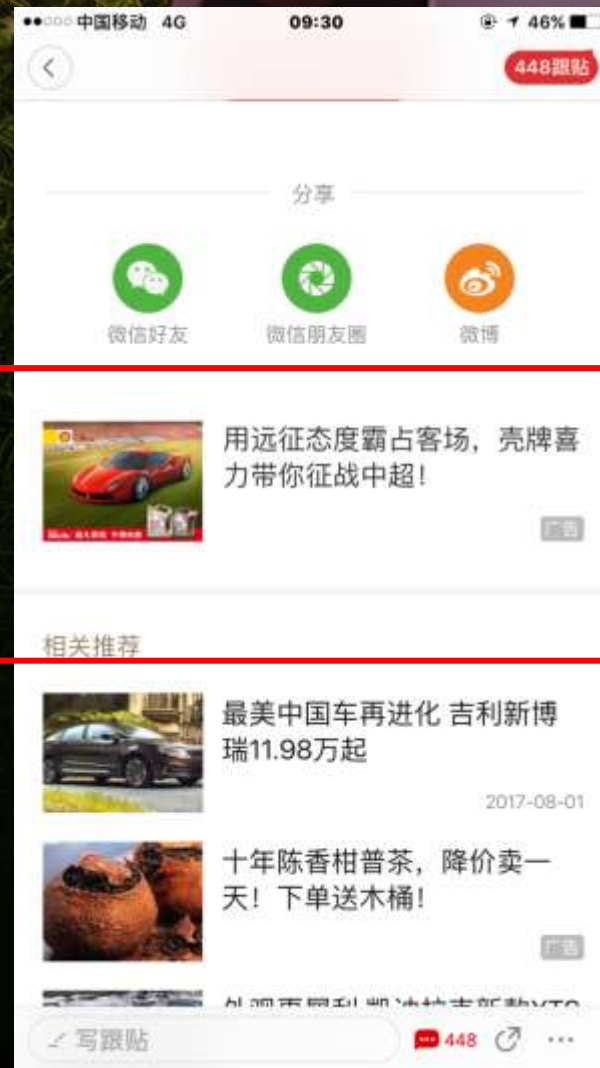 中国移动 4G 09:30 46%
448跟贴
分享
微信好友 微信朋友圈 微博
用远征态度霸占客场，壳牌喜
力带你征战中超！
广告
相关推荐
最美中国车再进化 吉利新博
瑞11.98万起
2017-08-01
十年陈香柑普茶，降价卖一
天！下单送木桶！
广告
写跟贴 448